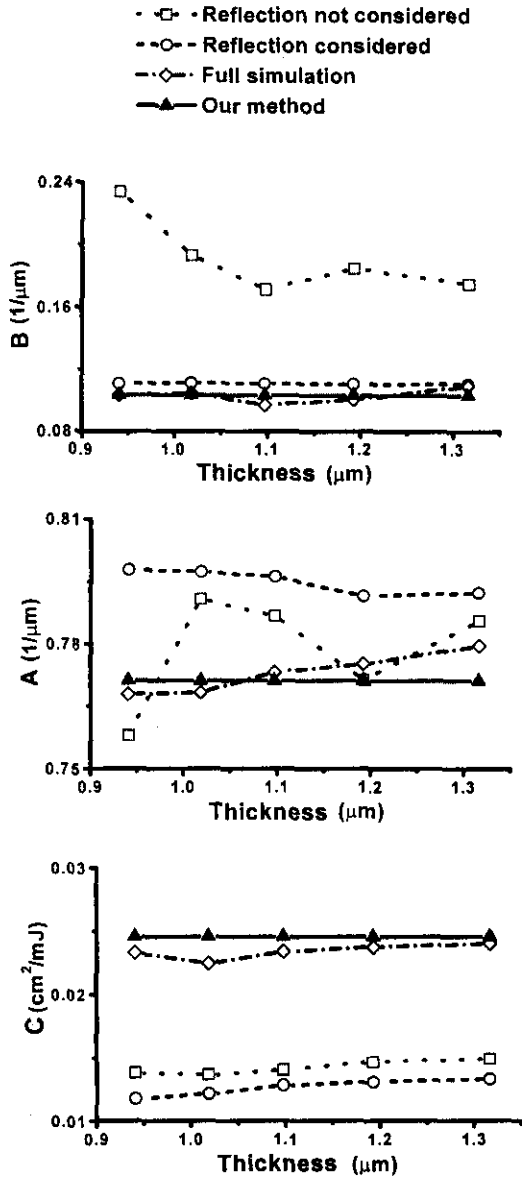 Reflection not considered
Reflection considered
Full simulation
Our method
0.24
0.16
0.08
B (1/μm)
0.9 1.0 1.1 1.2 1.3
Thickness (μm)
0.81
0.78
0.75
A (1/μm)
0.9 1.0 1.1 1.2 1.3
Thickness (μm)
0.03
0.02
0.01
C (cm²/mJ)
0.9 1.0 1.1 1.2 1.3
Thickness (μm)